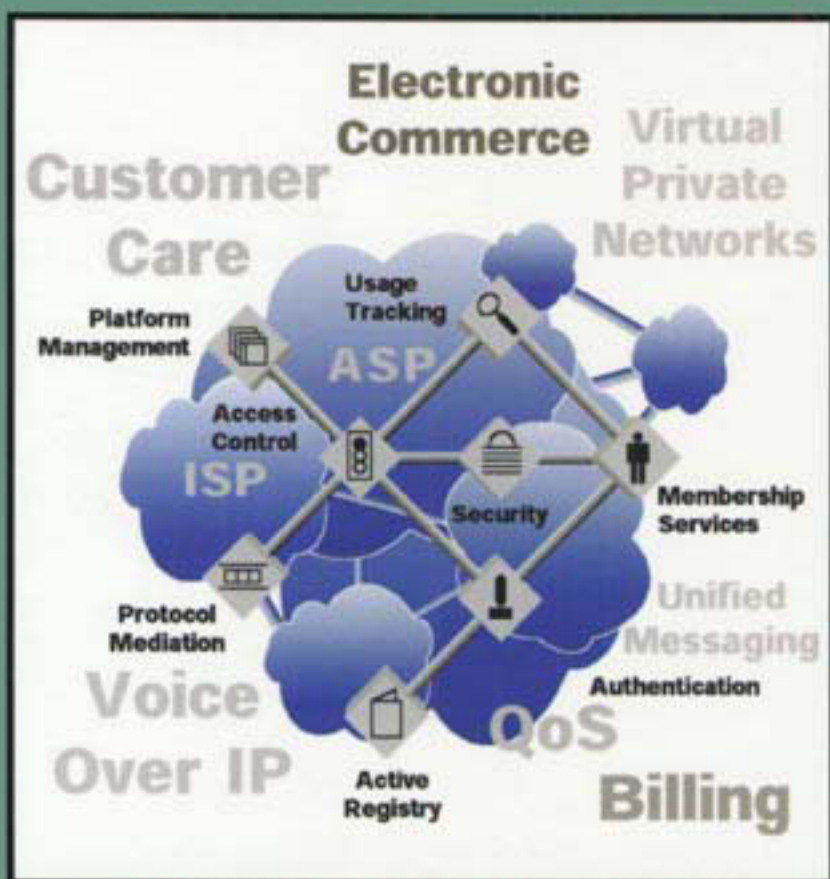 Electronic
Commerce
Virtual
Private
Networks
Customer
Care
Usage
Tracking
Platform
Management
ASP
Access
Control
ISP
Security
Membership
Services
Protocol
Mediation
Unified
Messaging
Authentication
Voice
Over IP
QoS
Active
Registry
Billing